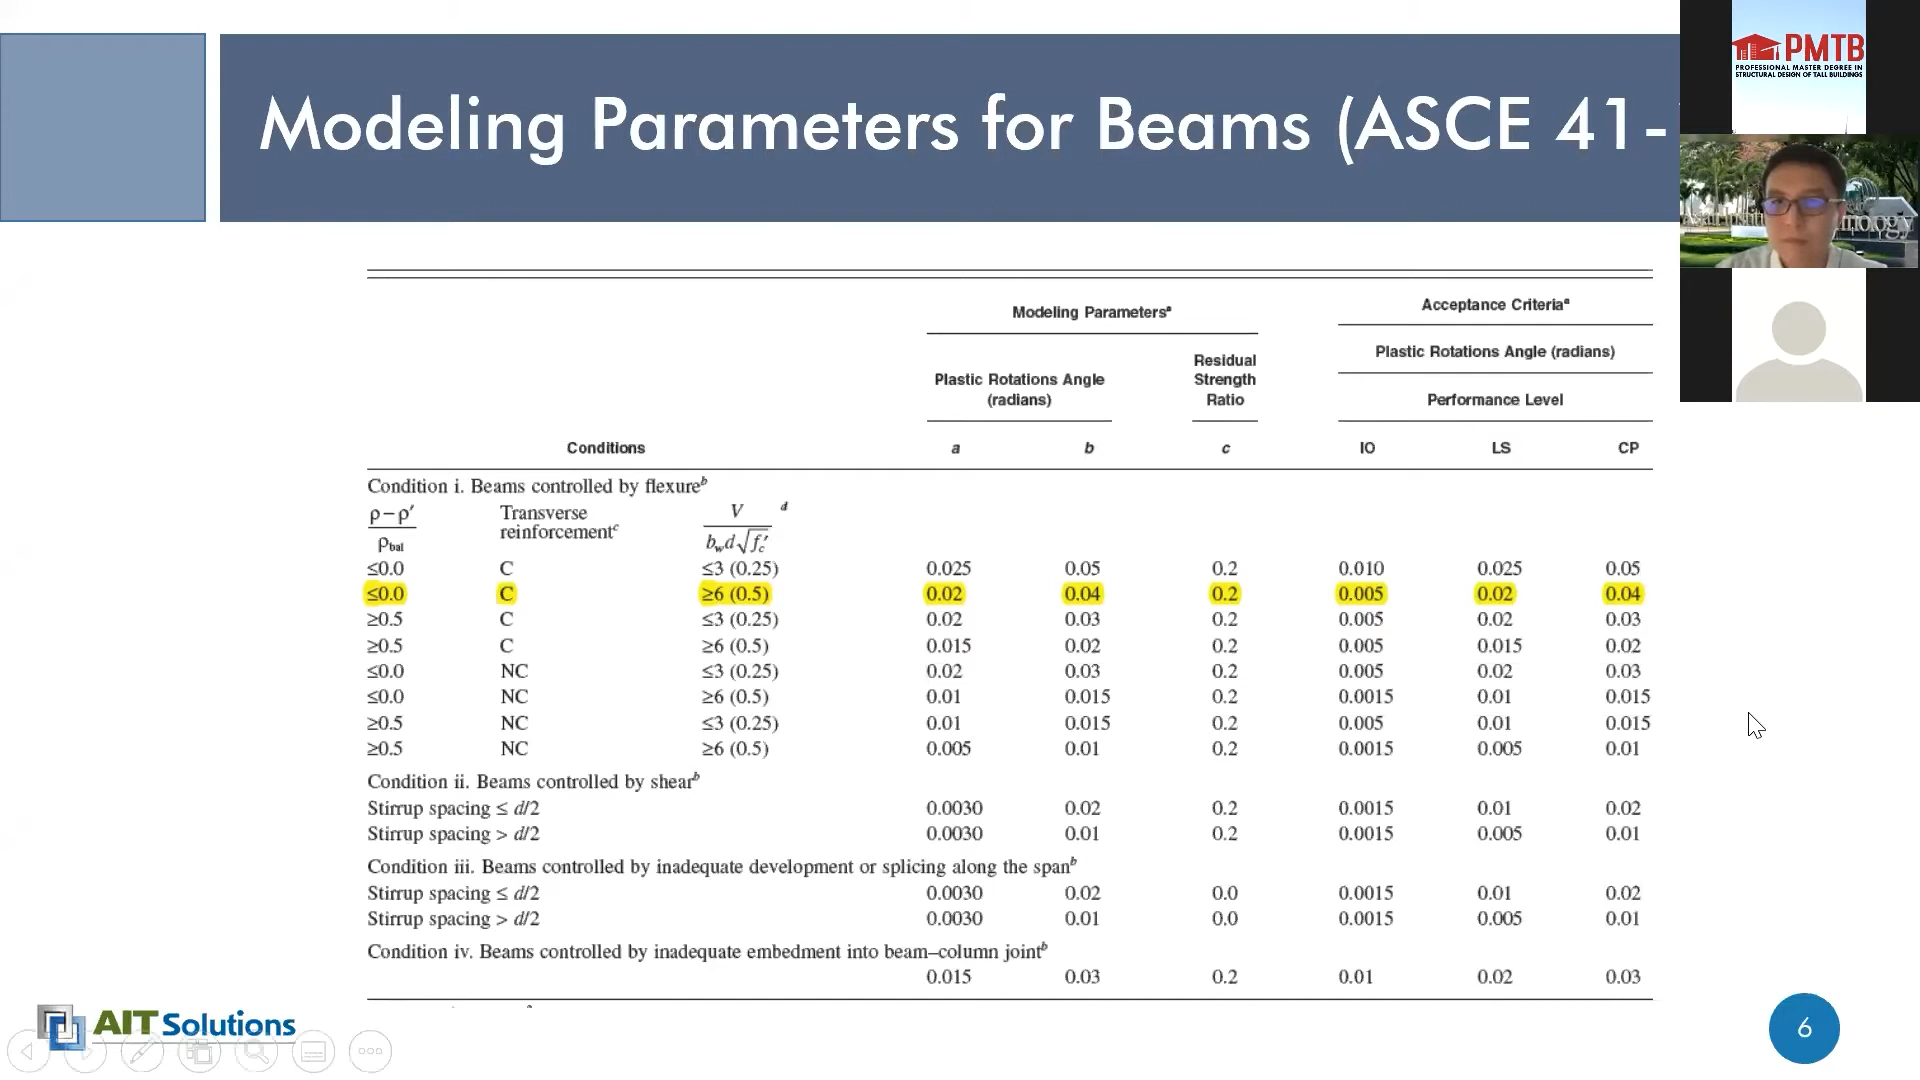 Modeling Parameters for Beams (ASCE 41-
PMTB
PROFESSIONAL MASTER DEGREE IN
STRUCTURAL DESIGN OF TALL BUILDINGS
Modeling Parametersᵃ
Acceptance Criteriaᵃ
Plastic Rotations Angle (radians)
Residual Strength Ratio
Plastic Rotations Angle (radians)
Performance Level
Conditions a b c IO LS CP
Condition i. Beams controlled by flexureᵇ
(ρ−ρ′)/ρbal Transverse reinforcementᶜ V/(b_w d√f′c) ᵈ
≤0.0 C ≤3 (0.25) 0.025 0.05 0.2 0.010 0.025 0.05
≤0.0 C ≥6 (0.5) 0.02 0.04 0.2 0.005 0.02 0.04
≥0.5 C ≤3 (0.25) 0.02 0.03 0.2 0.005 0.02 0.03
≥0.5 C ≥6 (0.5) 0.015 0.02 0.2 0.005 0.015 0.02
≤0.0 NC ≤3 (0.25) 0.02 0.03 0.2 0.005 0.02 0.03
≤0.0 NC ≥6 (0.5) 0.01 0.015 0.2 0.0015 0.01 0.015
≥0.5 NC ≤3 (0.25) 0.01 0.015 0.2 0.005 0.01 0.015
≥0.5 NC ≥6 (0.5) 0.005 0.01 0.2 0.0015 0.005 0.01
Condition ii. Beams controlled by shearᵇ
Stirrup spacing ≤ d/2 0.0030 0.02 0.2 0.0015 0.01 0.02
Stirrup spacing > d/2 0.0030 0.01 0.2 0.0015 0.005 0.01
Condition iii. Beams controlled by inadequate development or splicing along the spanᵇ
Stirrup spacing ≤ d/2 0.0030 0.02 0.0 0.0015 0.01 0.02
Stirrup spacing > d/2 0.0030 0.01 0.0 0.0015 0.005 0.01
Condition iv. Beams controlled by inadequate embedment into beam–column jointᵇ
0.015 0.03 0.2 0.01 0.02 0.03
AIT Solutions
6